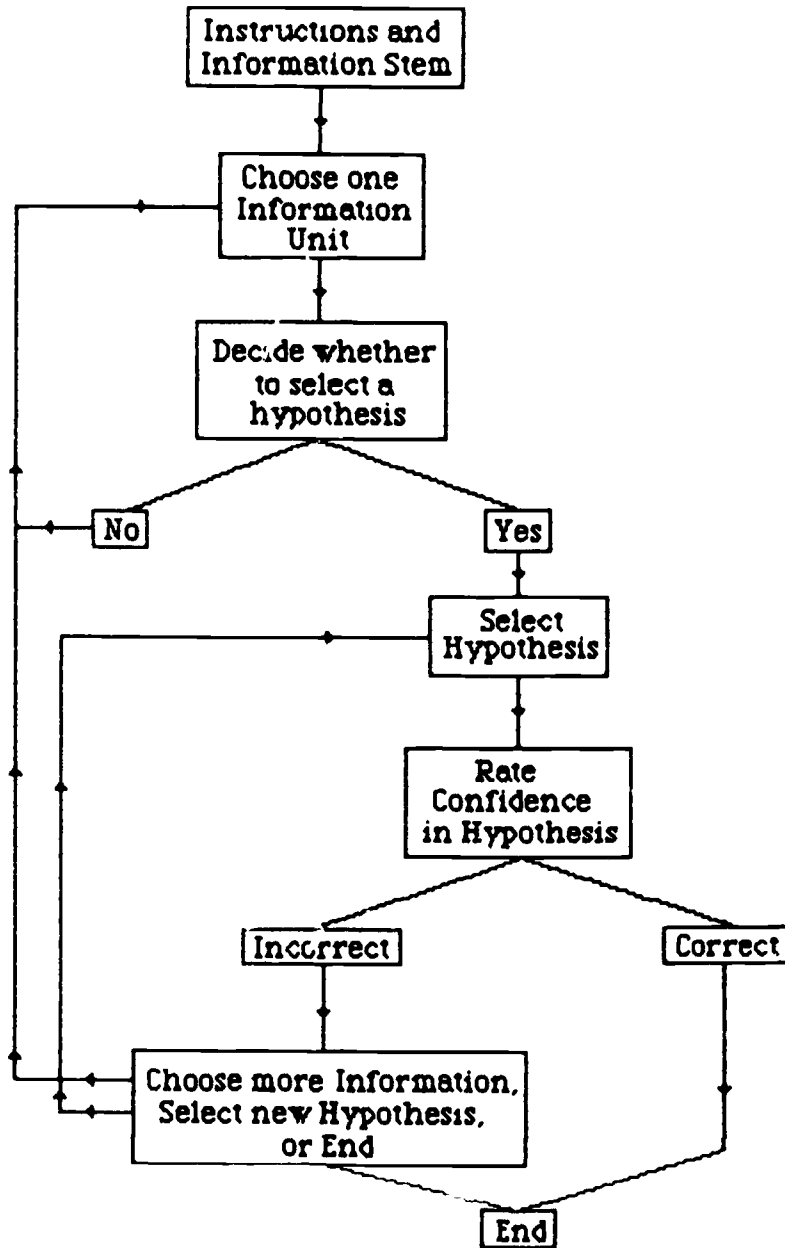 Instructions and
Information Stem
Choose one
Information
Unit
Decide whether
to select a
hypothesis
No
Yes
Select
Hypothesis
Rate
Confidence
in Hypothesis
Incorrect
Correct
Choose more Information,
Select new Hypothesis,
or End
End